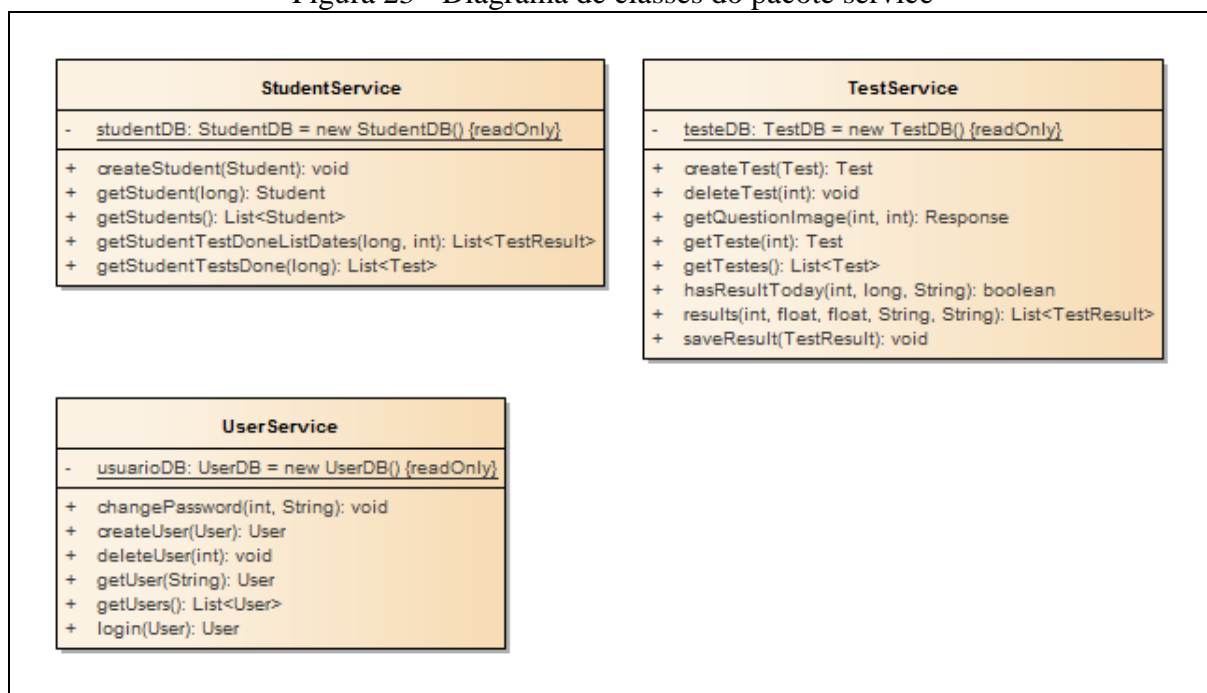 Figura 23 - Diagrama de classes do pacote service
StudentService
- studentDB: StudentDB = new StudentDB() {readOnly}
+ createStudent(Student): void
+ getStudent(long): Student
+ getStudents(): List<Student>
+ getStudentTestDoneListDates(long, int): List<TestResult>
+ getStudentTestsDone(long): List<Test>
TestService
- testeDB: TestDB = new TestDB() {readOnly}
+ createTest(Test): Test
+ deleteTest(int): void
+ getQuestionImage(int, int): Response
+ getTeste(int): Test
+ getTestes(): List<Test>
+ hasResultToday(int, long, String): boolean
+ results(int, float, float, String, String): List<TestResult>
+ saveResult(TestResult): void
UserService
- usuarioDB: UserDB = new UserDB() {readOnly}
+ changePassword(int, String): void
+ createUser(User): User
+ deleteUser(int): void
+ getUser(String): User
+ getUsers(): List<User>
+ login(User): User